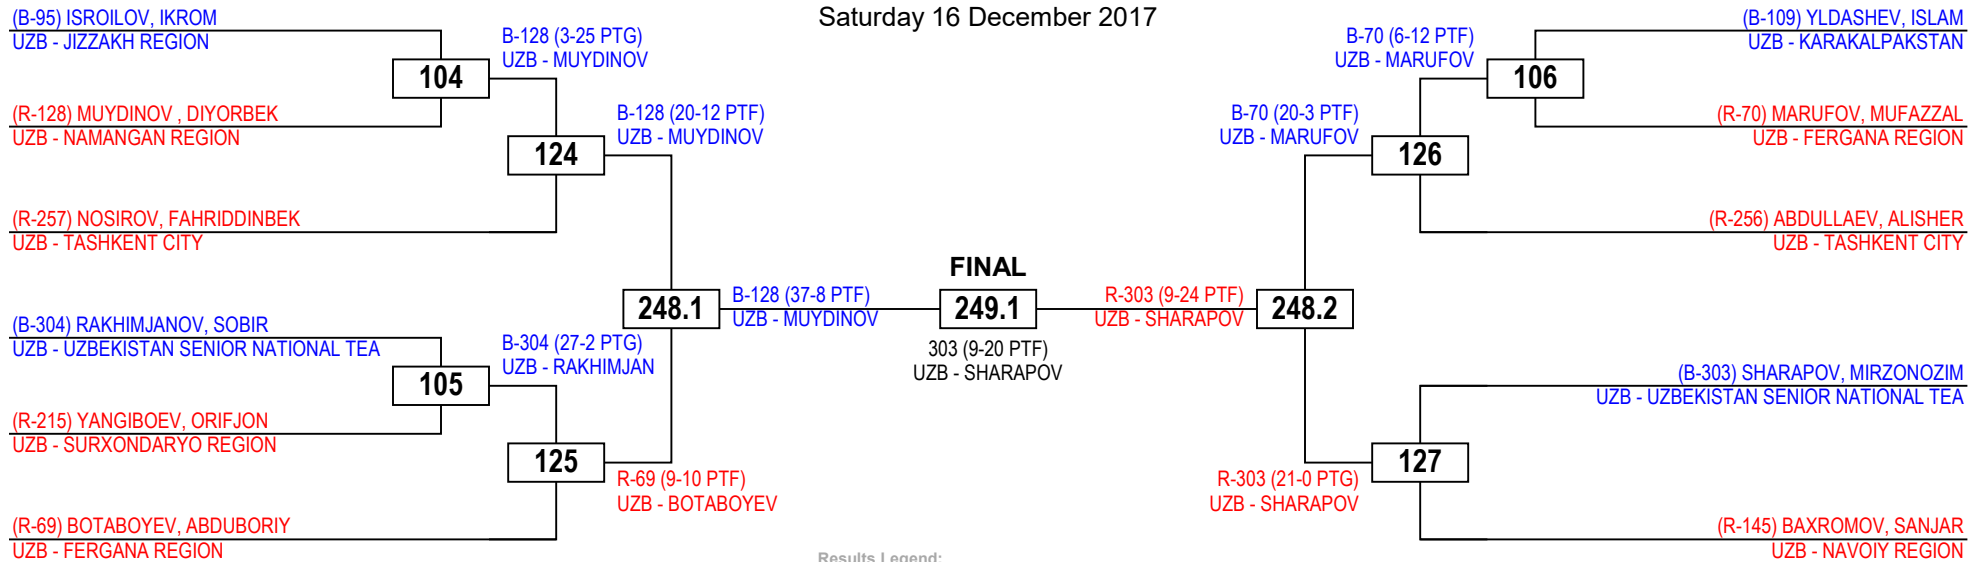 Saturday 16 December 2017
(B-95) ISROILOV, IKROM
UZB - JIZZAKH REGION
104
(R-128) MUYDINOV , DIYORBEK
UZB - NAMANGAN REGION
B-128 (3-25 PTG)
UZB - MUYDINOV
124
(R-257) NOSIROV, FAHRIDDINBEK
UZB - TASHKENT CITY
B-128 (20-12 PTF)
UZB - MUYDINOV
248.1
(B-304) RAKHIMJANOV, SOBIR
UZB - UZBEKISTAN SENIOR NATIONAL TEA
105
(R-215) YANGIBOEV, ORIFJON
UZB - SURXONDARYO REGION
B-304 (27-2 PTG)
UZB - RAKHIMJAN
125
(R-69) BOTABOYEV, ABDUBORIY
UZB - FERGANA REGION
R-69 (9-10 PTF)
UZB - BOTABOYEV
B-128 (37-8 PTF)
UZB - MUYDINOV
FINAL
249.1
303 (9-20 PTF)
UZB - SHARAPOV
R-303 (9-24 PTF)
UZB - SHARAPOV
248.2
B-70 (20-3 PTF)
UZB - MARUFOV
126
B-70 (6-12 PTF)
UZB - MARUFOV
106
(B-109) YLDASHEV, ISLAM
UZB - KARAKALPAKSTAN
(R-70) MARUFOV, MUFAZZAL
UZB - FERGANA REGION
(R-256) ABDULLAEV, ALISHER
UZB - TASHKENT CITY
(B-303) SHARAPOV, MIRZONOZIM
UZB - UZBEKISTAN SENIOR NATIONAL TEA
127
R-303 (21-0 PTG)
UZB - SHARAPOV
(R-145) BAXROMOV, SANJAR
UZB - NAVOIY REGION
Results Legend: